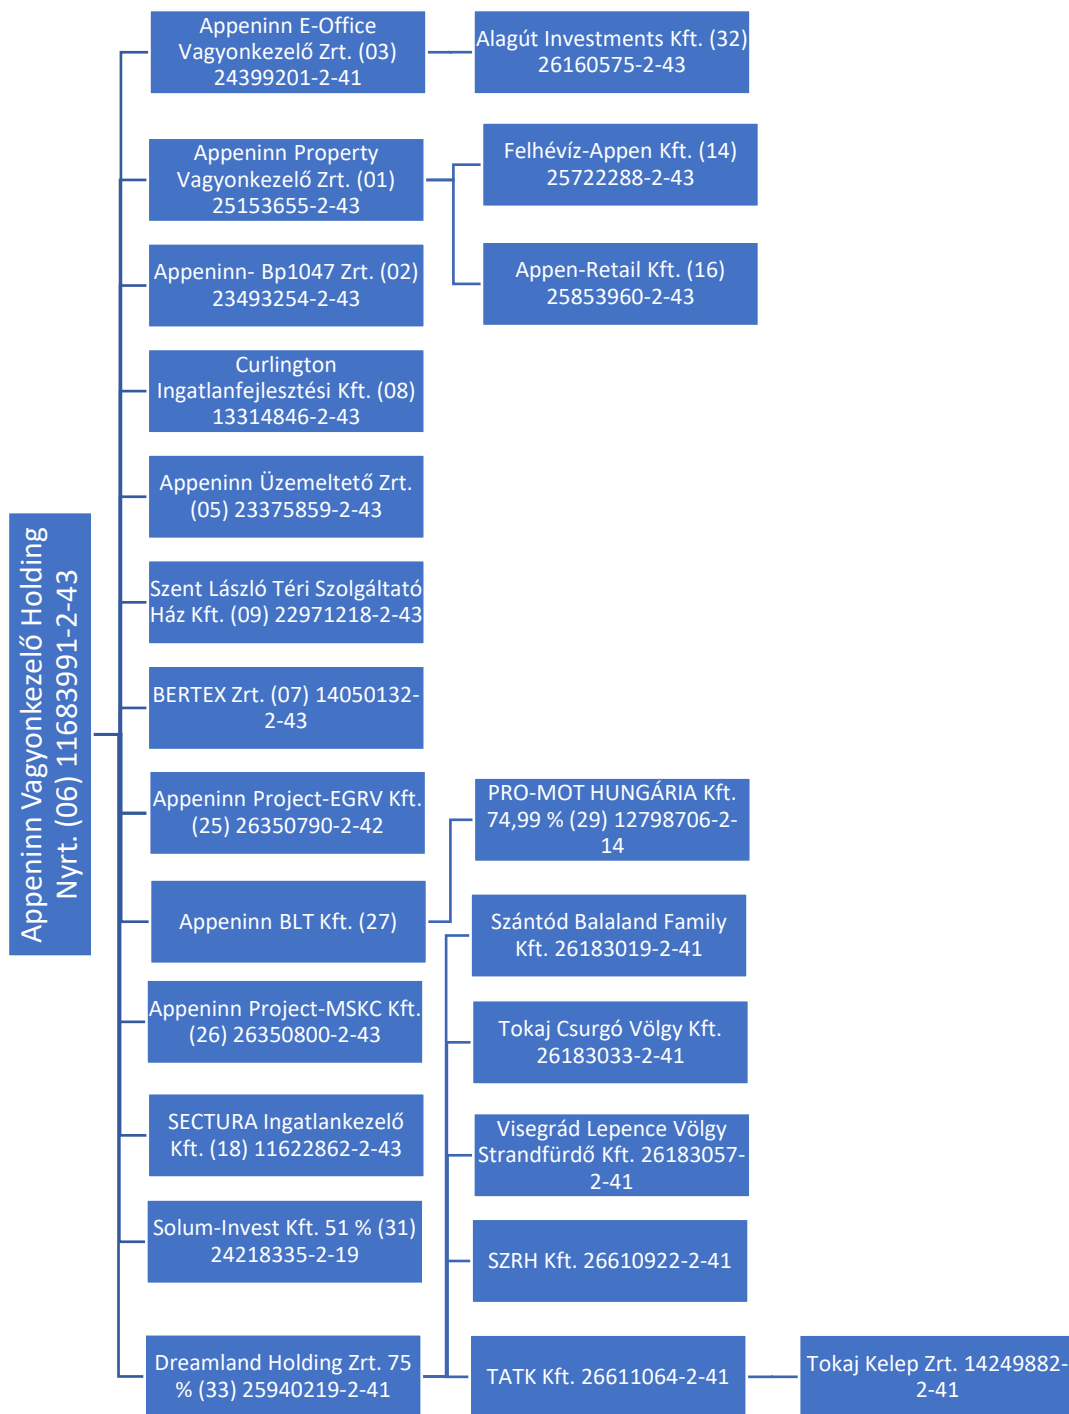 Appeninn Vagyonkezelő Holding
Nyrt. (06) 11683991-2-43
Appeninn E-Office
Vagyonkezelő Zrt. (03)
24399201-2-41
Alagút Investments Kft. (32)
26160575-2-43
Appeninn Property
Vagyonkezelő Zrt. (01)
25153655-2-43
Felhévíz-Appen Kft. (14)
25722288-2-43
Appen-Retail Kft. (16)
25853960-2-43
Appeninn- Bp1047 Zrt. (02)
23493254-2-43
Curlington
Ingatlanfejlesztési Kft. (08)
13314846-2-43
Appeninn Üzemeltető Zrt.
(05) 23375859-2-43
Szent László Téri Szolgáltató
Ház Kft. (09) 22971218-2-43
BERTEX Zrt. (07) 14050132-
2-43
Appeninn Project-EGRV Kft.
(25) 26350790-2-42
Appeninn BLT Kft. (27)
PRO-MOT HUNGÁRIA Kft.
74,99 % (29) 12798706-2-
14
Appeninn Project-MSKC Kft.
(26) 26350800-2-43
SECTURA Ingatlankezelő
Kft. (18) 11622862-2-43
Solum-Invest Kft. 51 % (31)
24218335-2-19
Dreamland Holding Zrt. 75
% (33) 25940219-2-41
Szántód Balaland Family
Kft. 26183019-2-41
Tokaj Csurgó Völgy Kft.
26183033-2-41
Visegrád Lepence Völgy
Strandfürdő Kft. 26183057-
2-41
SZRH Kft. 26610922-2-41
TATK Kft. 26611064-2-41
Tokaj Kelep Zrt. 14249882-
2-41